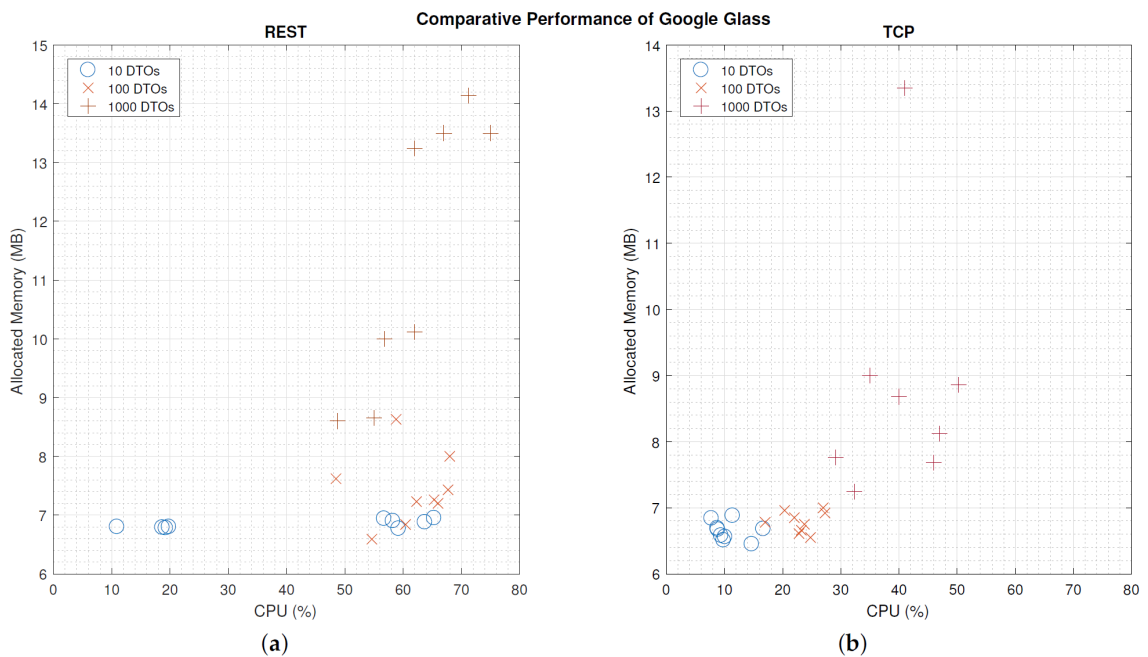 Comparative Performance of Google Glass
REST
15
14
13
12
11
10
9
8
7
6
0 10 20 30 40 50 60 70 80
Allocated Memory (MB)
CPU (%)
10 DTOs
100 DTOs
1000 DTOs
(a)
TCP
14
13
12
11
10
9
8
7
6
0 10 20 30 40 50 60 70 80
Allocated Memory (MB)
CPU (%)
10 DTOs
100 DTOs
1000 DTOs
(b)